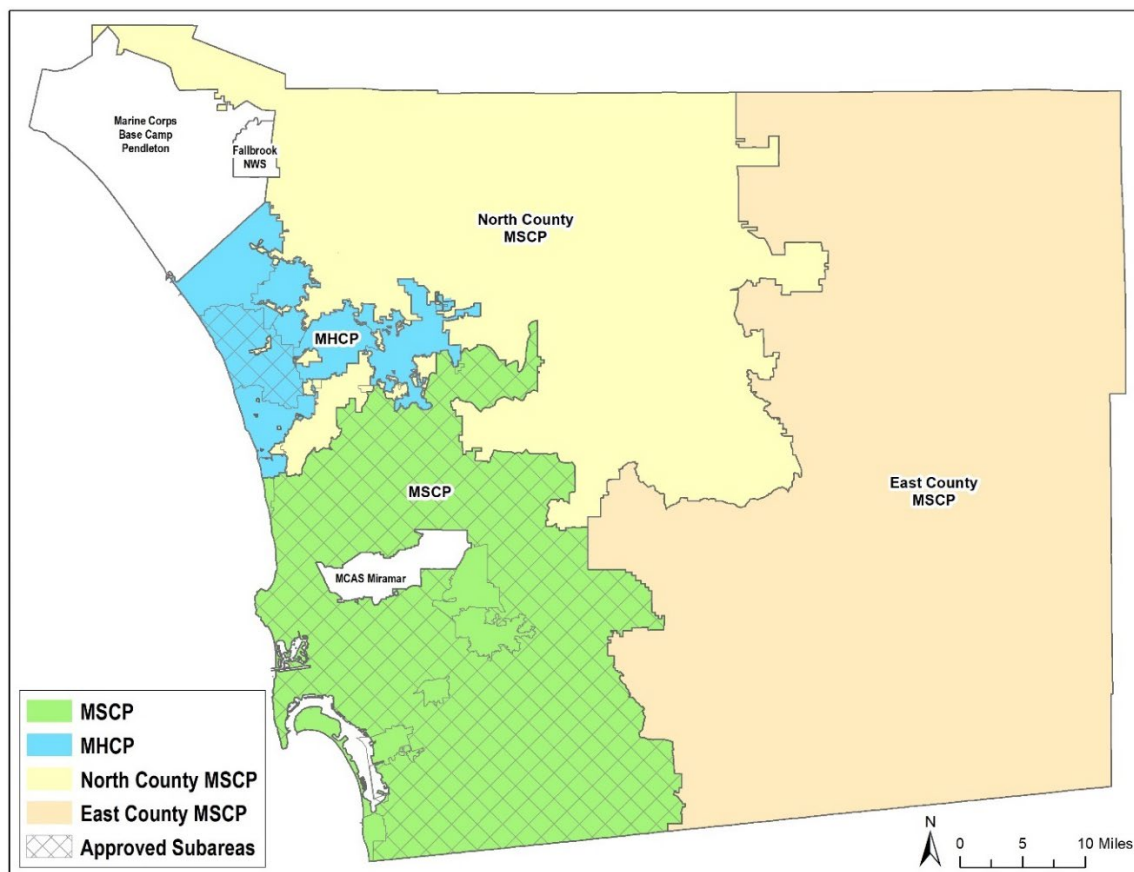 Marine Corps
Base Camp
Pendleton
Fallbrook
NWS
North County
MSCP
MHCP
MSCP
East County
MSCP
MCAS Miramar
MSCP
MHCP
North County MSCP
East County MSCP
Approved Subareas
N
0 5 10 Miles